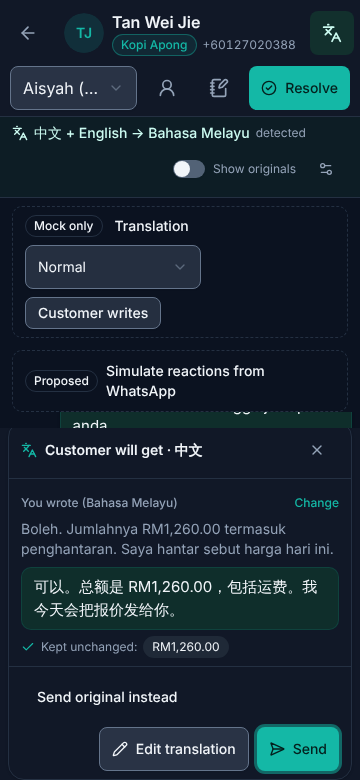 TJ
Tan Wei Jie
Kopi Apong +60127020388
Aisyah (...
Resolve
中文 + English → Bahasa Melayu detected
Show originals
Mock only Translation
Normal
Customer writes
Proposed
Simulate reactions from
WhatsApp
anda
Customer will get · 中文
You wrote (Bahasa Melayu) Change
Boleh. Jumlahnya RM1,260.00 termasuk
penghantaran. Saya hantar sebut harga hari ini.
可以。总额是 RM1,260.00，包括运费。我
今天会把报价发给你。
Kept unchanged: RM1,260.00
Send original instead
Edit translation
Send